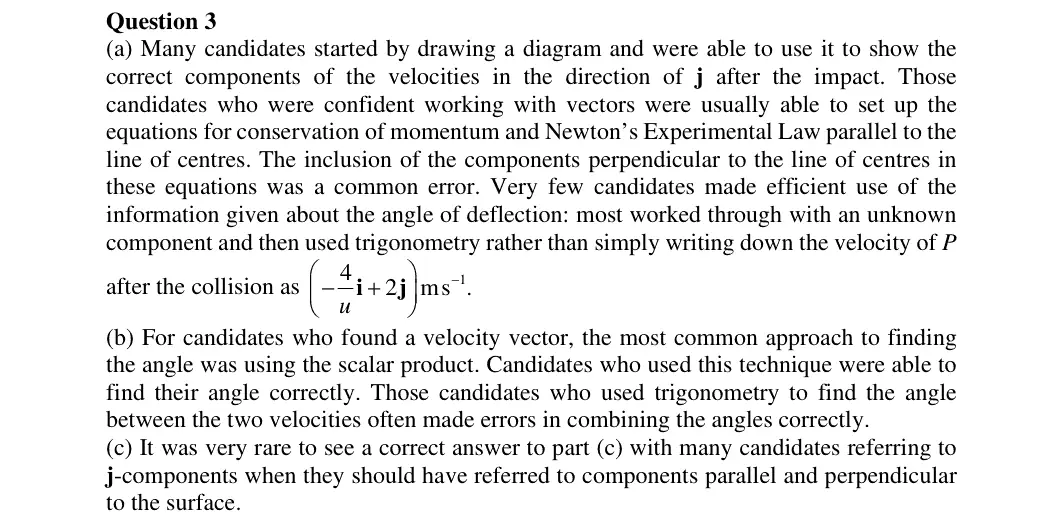 Question 3
(a) Many candidates started by drawing a diagram and were able to use it to show the
correct components of the velocities in the direction of j after the impact. Those
candidates who were confident working with vectors were usually able to set up the
equations for conservation of momentum and Newton's Experimental Law parallel to the
line of centres. The inclusion of the components perpendicular to the line of centres in
these equations was a common error. Very few candidates made efficient use of the
information given about the angle of deflection: most worked through with an unknown
component and then used trigonometry rather than simply writing down the velocity of P
after the collision as (−4/u i + 2j) m s⁻¹.
(b) For candidates who found a velocity vector, the most common approach to finding
the angle was using the scalar product. Candidates who used this technique were able to
find their angle correctly. Those candidates who used trigonometry to find the angle
between the two velocities often made errors in combining the angles correctly.
(c) It was very rare to see a correct answer to part (c) with many candidates referring to
j-components when they should have referred to components parallel and perpendicular
to the surface.